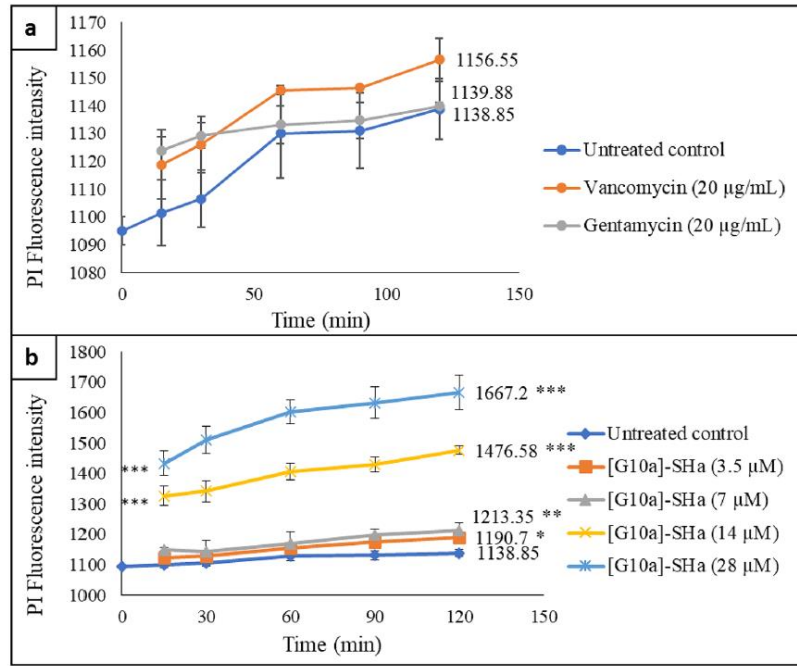 a
PI Fluorescence intensity
1170
1160
1150
1140
1130
1120
1110
1100
1090
1080
0 50 100 150
Time (min)
1156.55
1139.88
1138.85
Untreated control
Vancomycin (20 µg/mL)
Gentamycin (20 µg/mL)
b
PI Fluorescence intensity
1800
1700
1600
1500
1400
1300
1200
1100
1000
0 30 60 90 120 150
Time (min)
***
***
1667.2 ***
1476.58 ***
1213.35 **
1190.7 *
1138.85
Untreated control
[G10a]-SHa (3.5 µM)
[G10a]-SHa (7 µM)
[G10a]-SHa (14 µM)
[G10a]-SHa (28 µM)